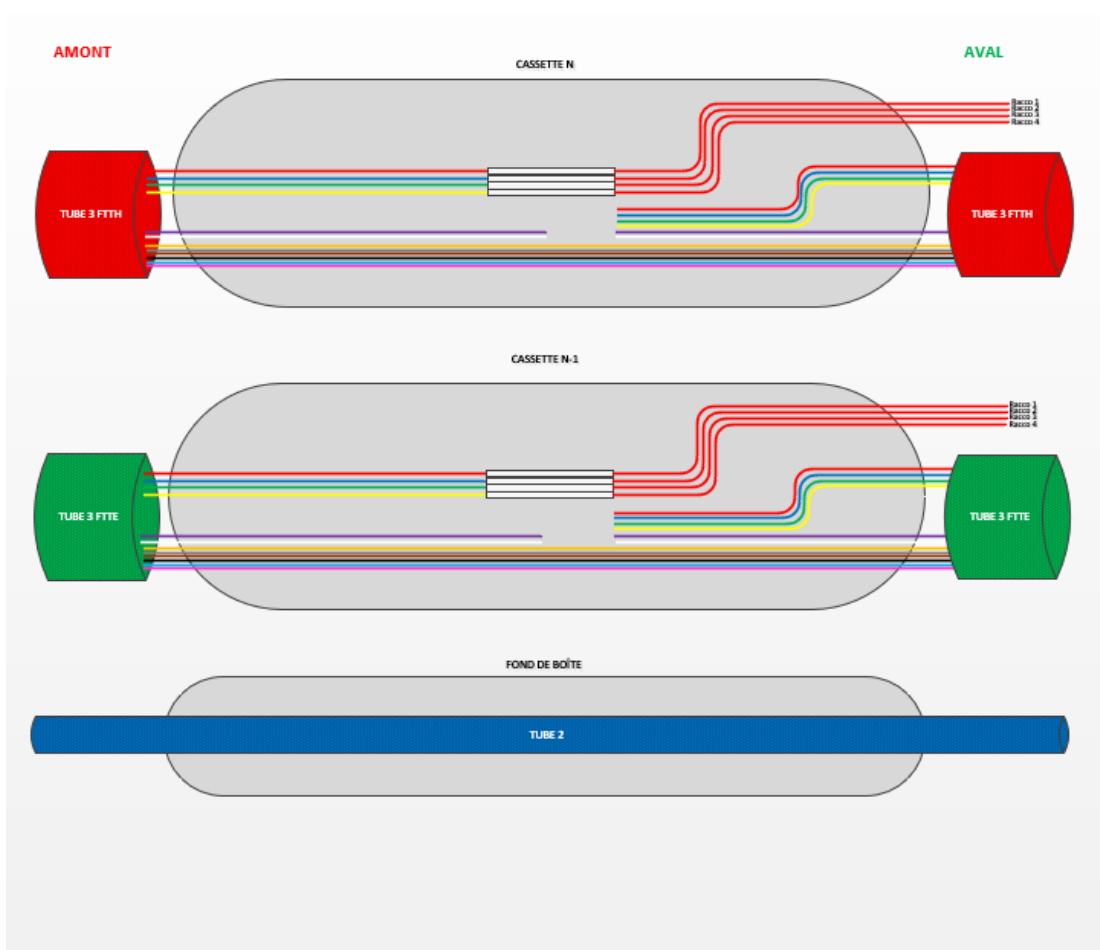 AMONT
AVAL
CASSETTE N
Racco 1
Racco 2
Racco 3
Racco 4
TUBE 3 FTTH
TUBE 3 FTTH
CASSETTE N-1
Racco 1
Racco 2
Racco 3
Racco 4
TUBE 3 FTTE
TUBE 3 FTTE
FOND DE BOÎTE
TUBE 2